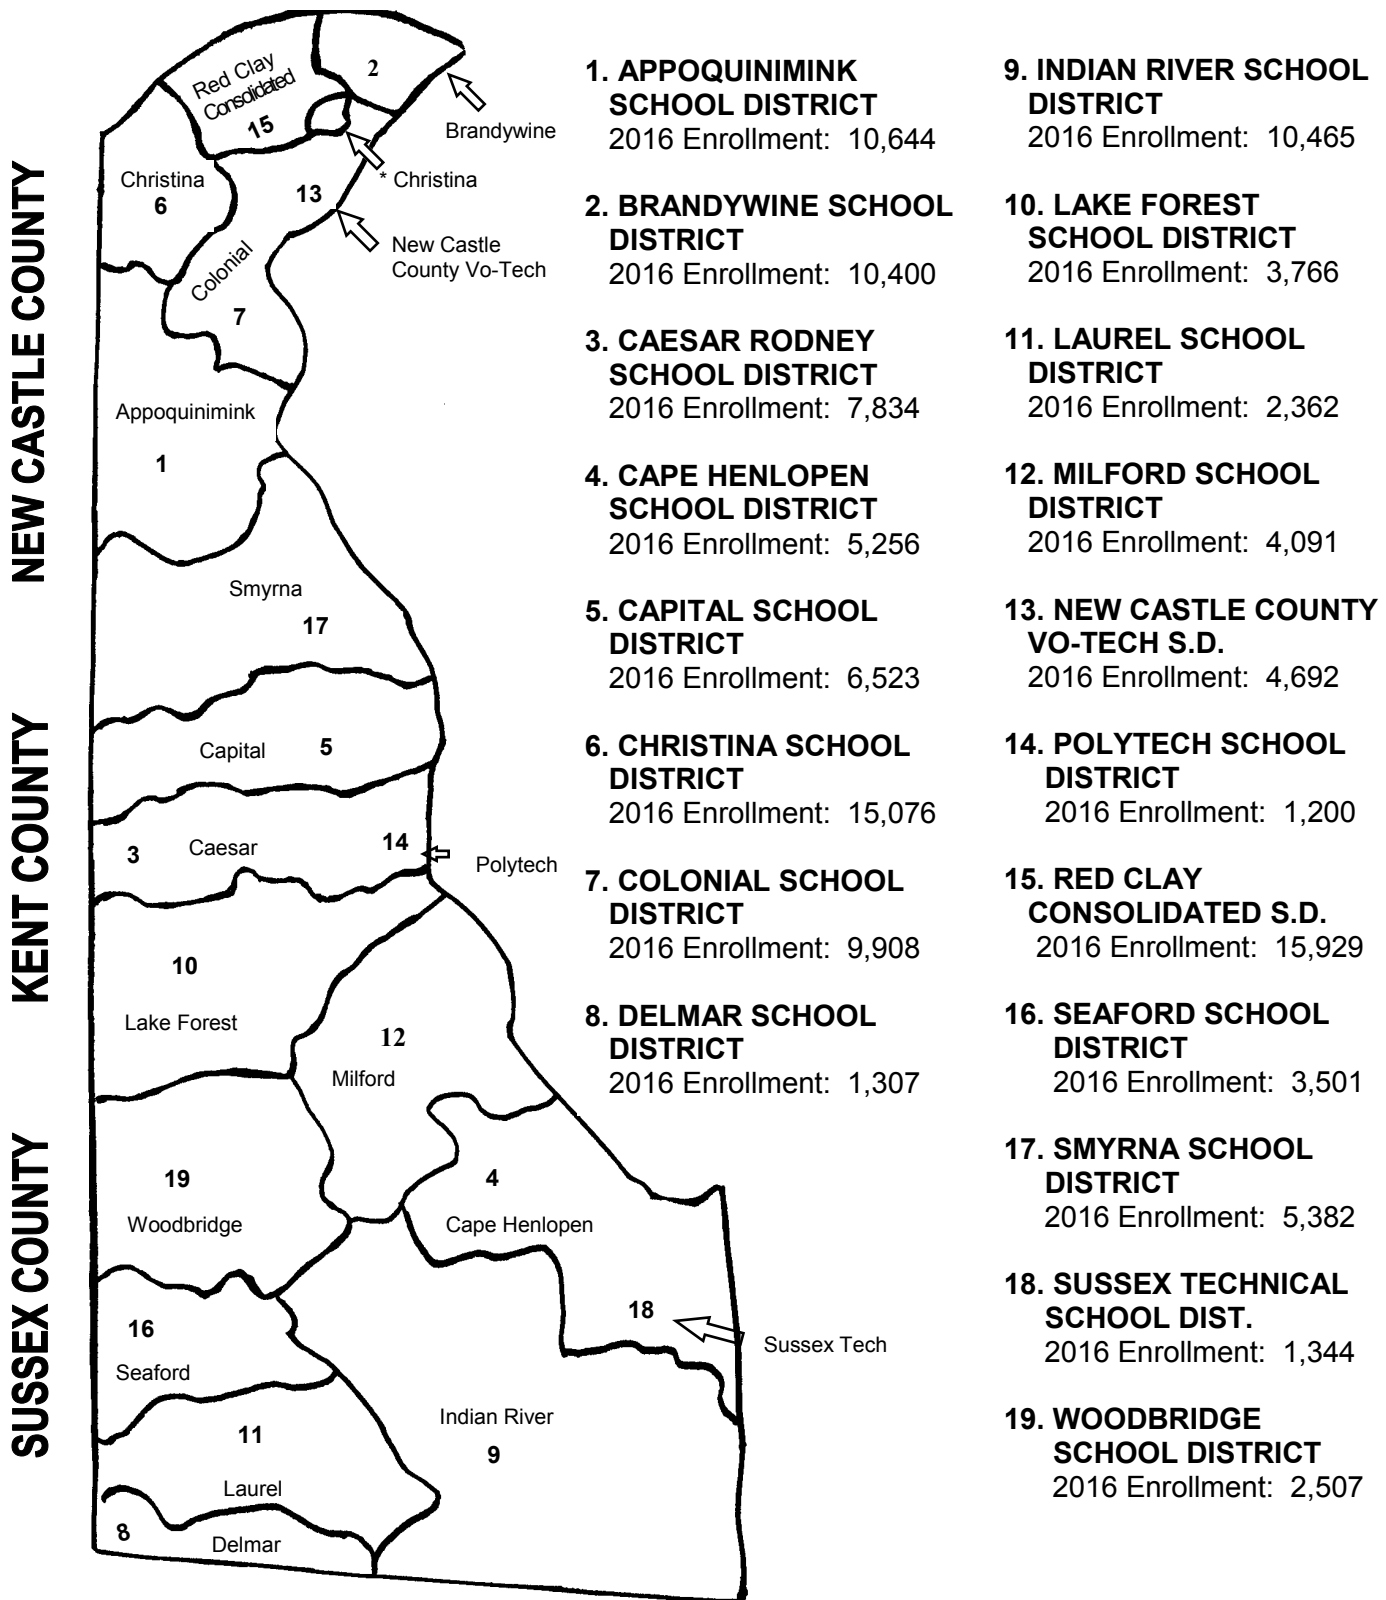 NEW CASTLE COUNTY
KENT COUNTY
SUSSEX COUNTY
Red Clay
Consolidated
15
2
Brandywine
Christina
6
* Christina
13
New Castle
County Vo-Tech
Colonial
7
Appoquinimink
1
Smyrna
17
Capital
5
3
Caesar
14
Polytech
10
Lake Forest
12
Milford
19
Woodbridge
4
Cape Henlopen
18
Sussex Tech
16
Seaford
Indian River
9
11
Laurel
8
Delmar
1. APPOQUINIMINK
SCHOOL DISTRICT
2016 Enrollment: 10,644
2. BRANDYWINE SCHOOL
DISTRICT
2016 Enrollment: 10,400
3. CAESAR RODNEY
SCHOOL DISTRICT
2016 Enrollment: 7,834
4. CAPE HENLOPEN
SCHOOL DISTRICT
2016 Enrollment: 5,256
5. CAPITAL SCHOOL
DISTRICT
2016 Enrollment: 6,523
6. CHRISTINA SCHOOL
DISTRICT
2016 Enrollment: 15,076
7. COLONIAL SCHOOL
DISTRICT
2016 Enrollment: 9,908
8. DELMAR SCHOOL
DISTRICT
2016 Enrollment: 1,307
9. INDIAN RIVER SCHOOL
DISTRICT
2016 Enrollment: 10,465
10. LAKE FOREST
SCHOOL DISTRICT
2016 Enrollment: 3,766
11. LAUREL SCHOOL
DISTRICT
2016 Enrollment: 2,362
12. MILFORD SCHOOL
DISTRICT
2016 Enrollment: 4,091
13. NEW CASTLE COUNTY
VO-TECH S.D.
2016 Enrollment: 4,692
14. POLYTECH SCHOOL
DISTRICT
2016 Enrollment: 1,200
15. RED CLAY
CONSOLIDATED S.D.
2016 Enrollment: 15,929
16. SEAFORD SCHOOL
DISTRICT
2016 Enrollment: 3,501
17. SMYRNA SCHOOL
DISTRICT
2016 Enrollment: 5,382
18. SUSSEX TECHNICAL
SCHOOL DIST.
2016 Enrollment: 1,344
19. WOODBRIDGE
SCHOOL DISTRICT
2016 Enrollment: 2,507